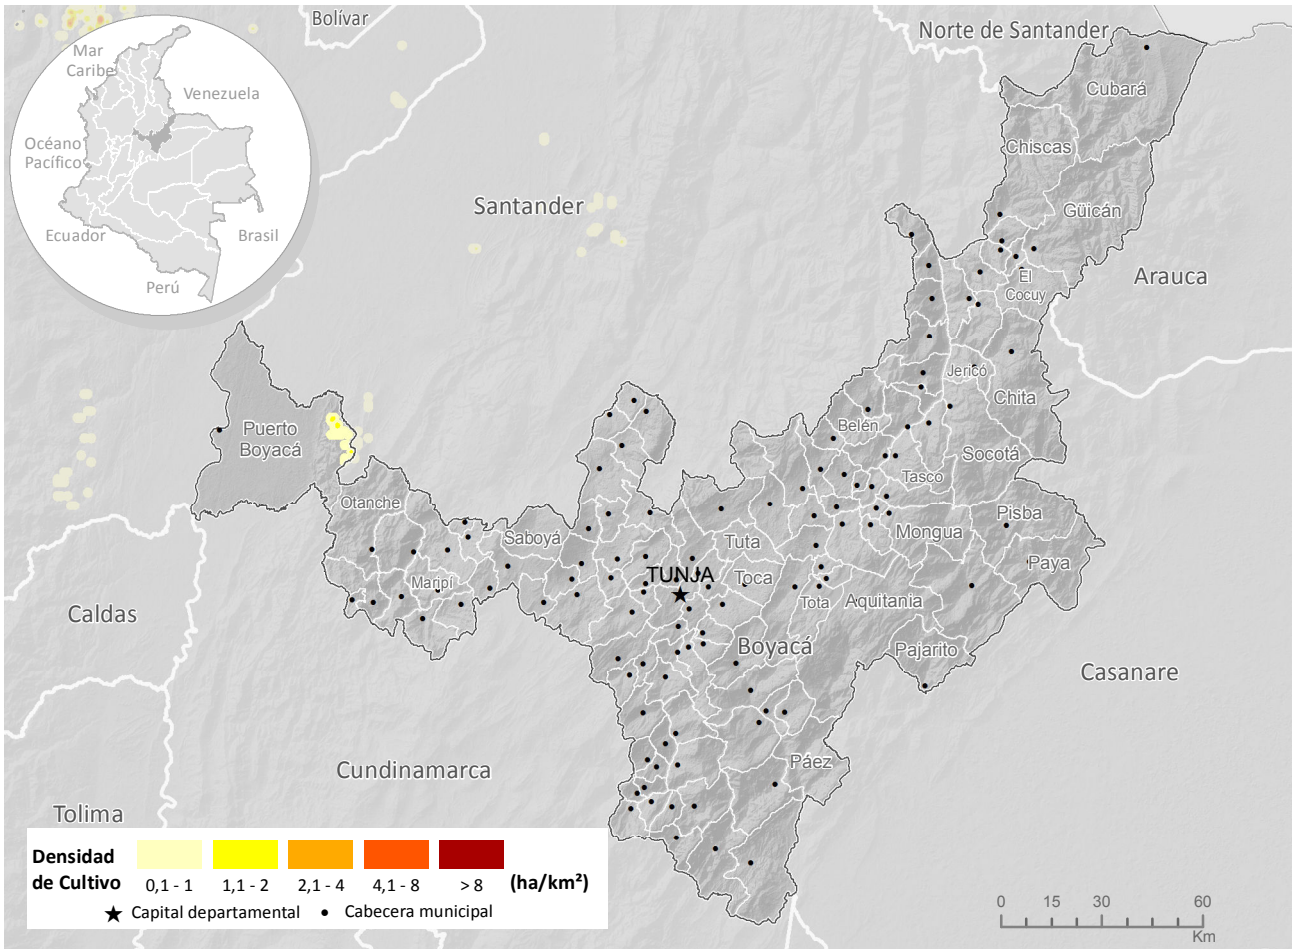 Bolívar
Norte de Santander
Mar
Caribe
Venezuela
Océano
Pacífico
Ecuador
Brasil
Perú
Cubará
Chiscas
Güicán
Santander
Arauca
El
Cocuy
Jericó
Chita
Puerto
Boyacá
Belén
Socotá
Tasco
Otanche
Pisba
Saboyá
Tuta
Mongua
Paya
TUNJA
Toca
Maripí
Tota
Aquitania
Caldas
Boyacá
Pajarito
Casanare
Cundinamarca
Páez
Tolima
Densidad
de Cultivo
0,1 - 1
1,1 - 2
2,1 - 4
4,1 - 8
> 8
(ha/km²)
Capital departamental
Cabecera municipal
0 15 30 60
Km